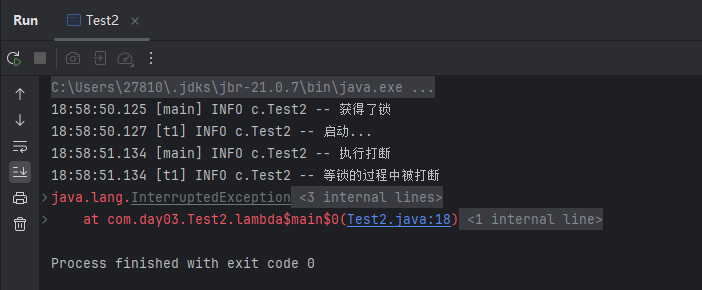 Run Test2
C:\Users\27810\.jdks\jbr-21.0.7\bin\java.exe ...
18:58:50.125 [main] INFO c.Test2 -- 获得了锁
18:58:50.127 [t1] INFO c.Test2 -- 启动...
18:58:51.134 [main] INFO c.Test2 -- 执行打断
18:58:51.134 [t1] INFO c.Test2 -- 等锁的过程中被打断
java.lang.InterruptedException <3 internal lines>
at com.day03.Test2.lambda$main$0(Test2.java:18) <1 internal line>
Process finished with exit code 0